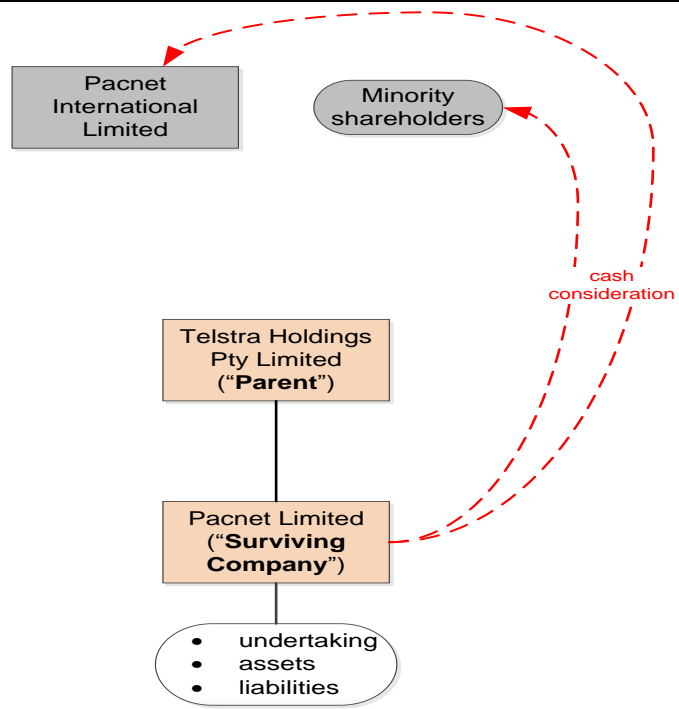 Pacnet
International
Limited
Minority
shareholders
cash
consideration
Telstra Holdings
Pty Limited
(“Parent”)
Pacnet Limited
(“Surviving
Company”)
• undertaking
• assets
• liabilities